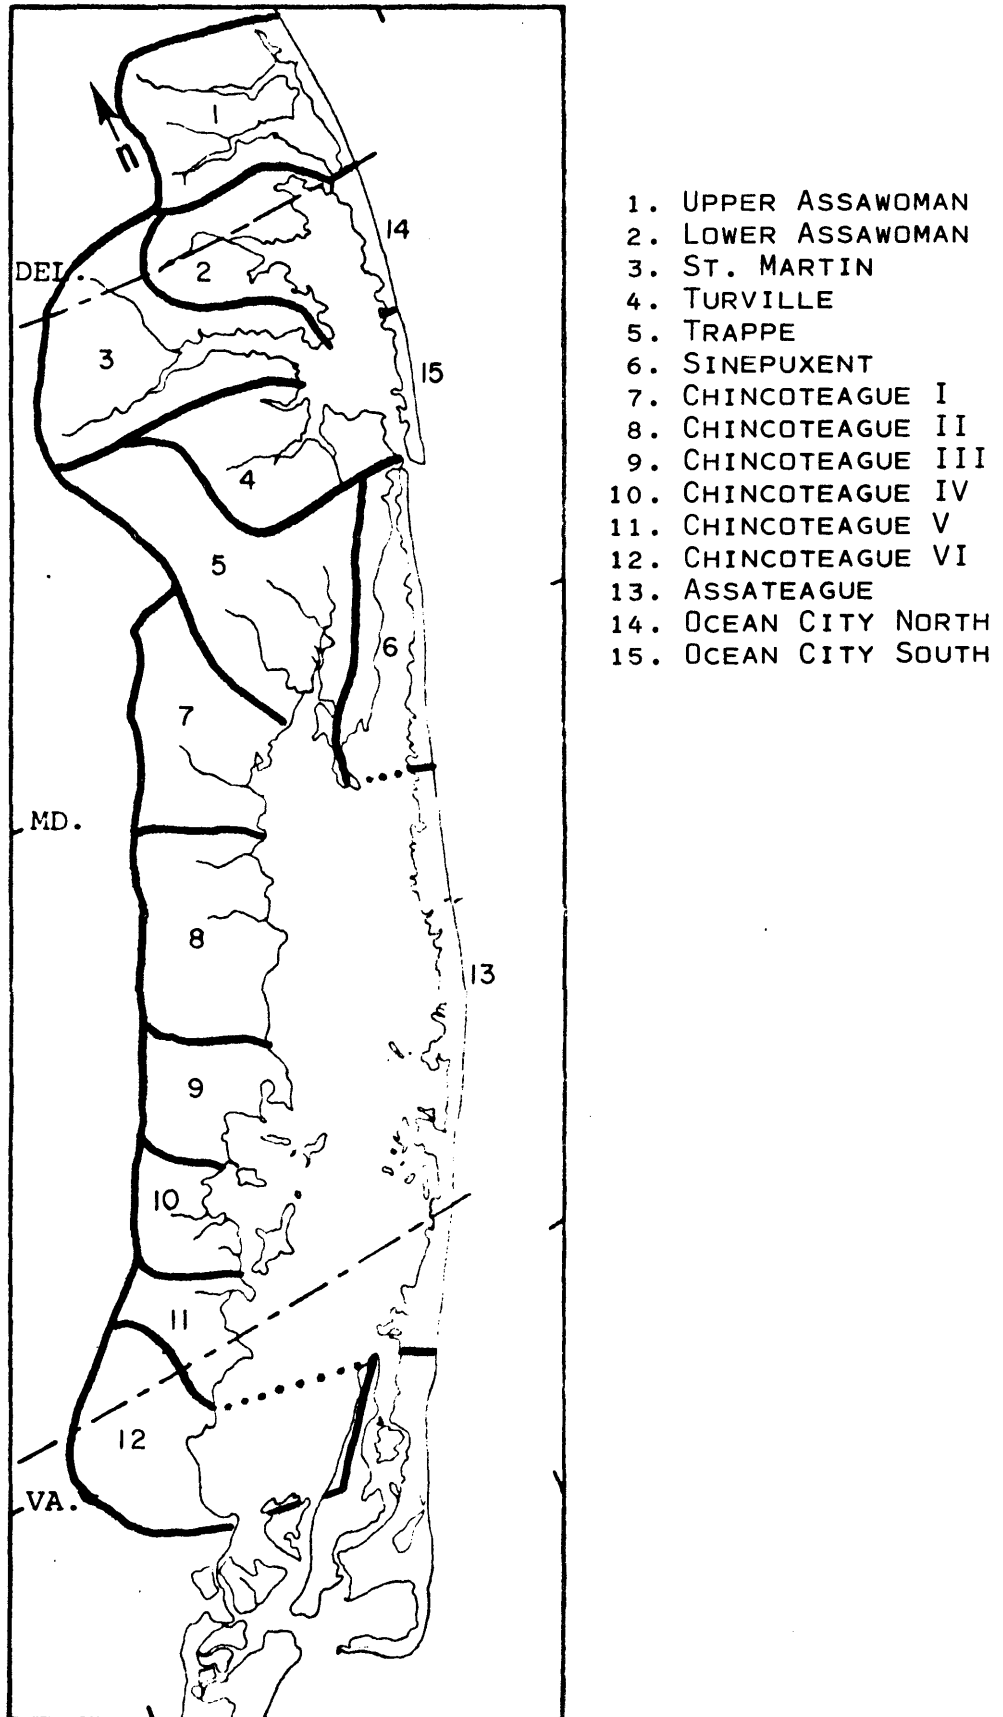 1
n
14
DEL.
2
3
15
4
5
6
7
MD.
8
13
9
10
11
12
VA.
1. UPPER ASSAWOMAN
2. LOWER ASSAWOMAN
3. ST. MARTIN
4. TURVILLE
5. TRAPPE
6. SINEPUXENT
7. CHINCOTEAGUE I
8. CHINCOTEAGUE II
9. CHINCOTEAGUE III
10. CHINCOTEAGUE IV
11. CHINCOTEAGUE V
12. CHINCOTEAGUE VI
13. ASSATEAGUE
14. OCEAN CITY NORTH
15. OCEAN CITY SOUTH